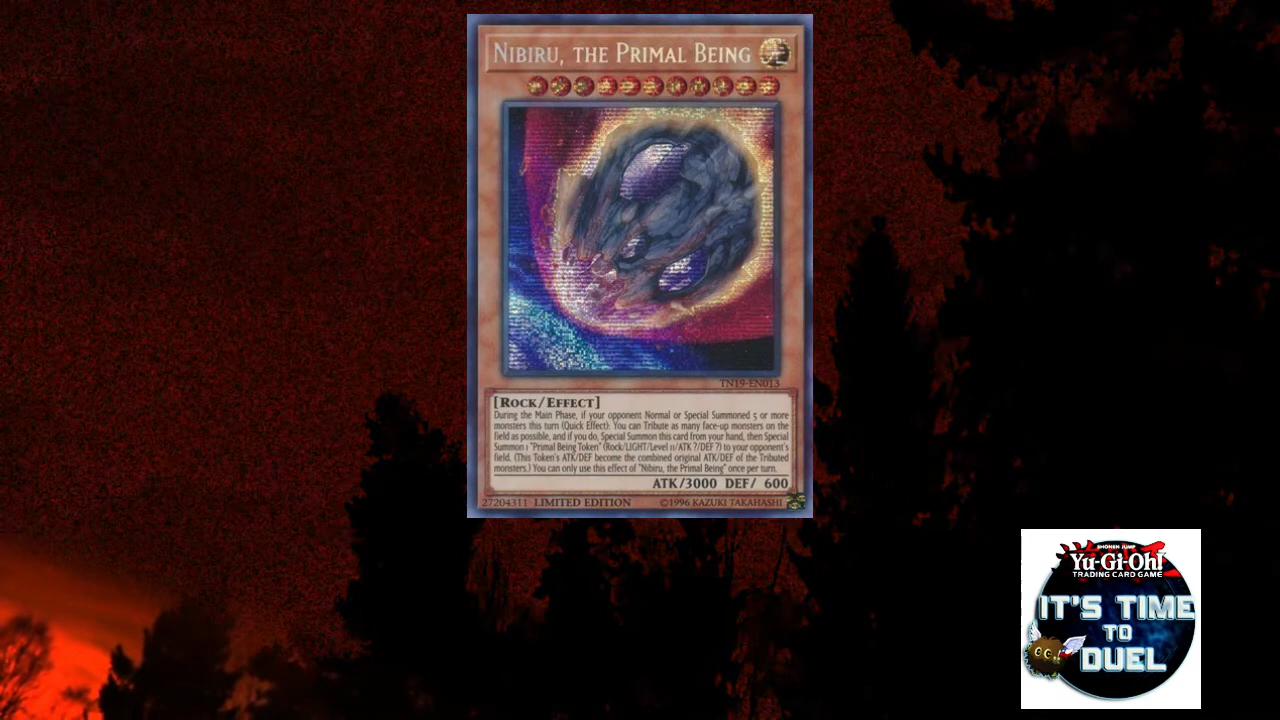 NIBIRU, THE PRIMAL BEING
TN19-EN013
[ROCK/EFFECT]
During the Main Phase, if your opponent Normal or Special Summoned 5 or more
monsters this turn (Quick Effect): You can Tribute as many face-up monsters on the
field as possible, and if you do, Special Summon this card from your hand, then Special
Summon 1 "Primal Being Token" (Rock/LIGHT/Level 11/ATK ?/DEF ?) to your opponent's
field. (This Token's ATK/DEF become the combined original ATK/DEF of the Tributed
monsters.) You can only use this effect of "Nibiru, the Primal Being" once per turn.
ATK/3000 DEF/ 600
27204311 LIMITED EDITION ©1996 KAZUKI TAKAHASHI
SHONEN JUMP
Yu-Gi-Oh!
TRADING CARD GAME
IT'S TIME
TO
DUEL